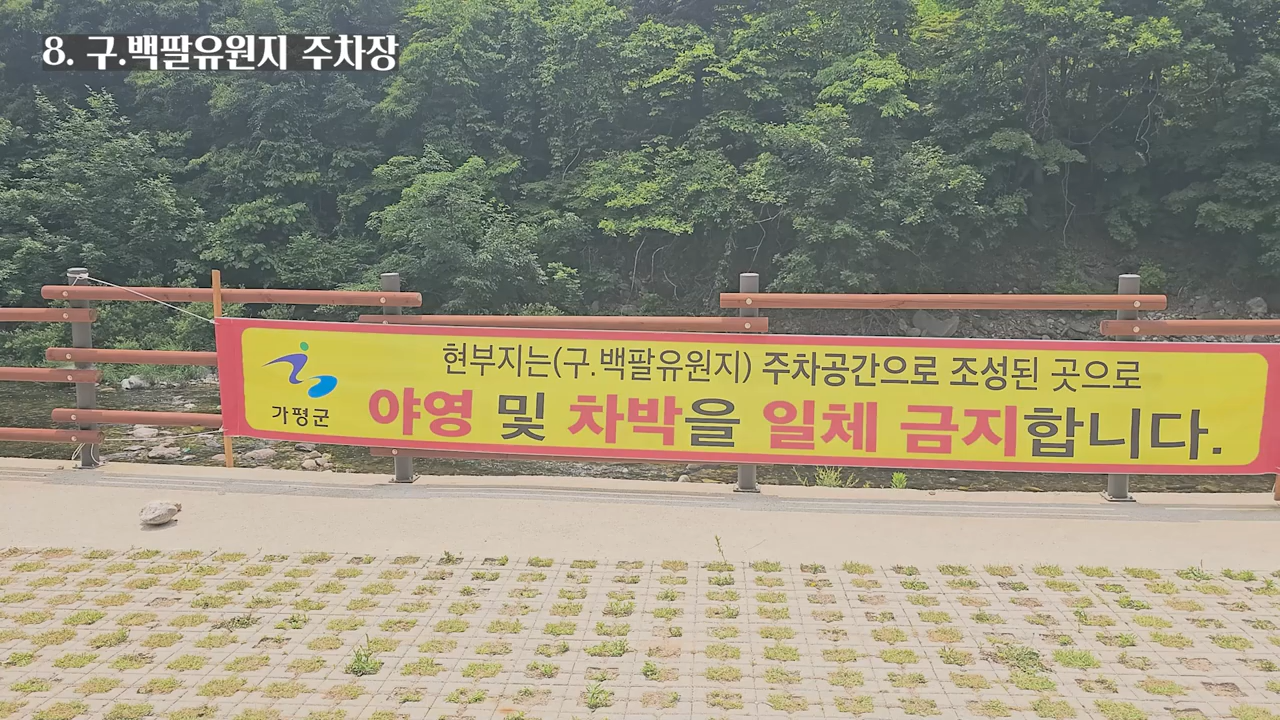 8. 구.백팔유원지 주차장
현부지는(구.백팔유원지) 주차공간으로 조성된 곳으로
가평군
야영 및 차박을 일체 금지합니다.